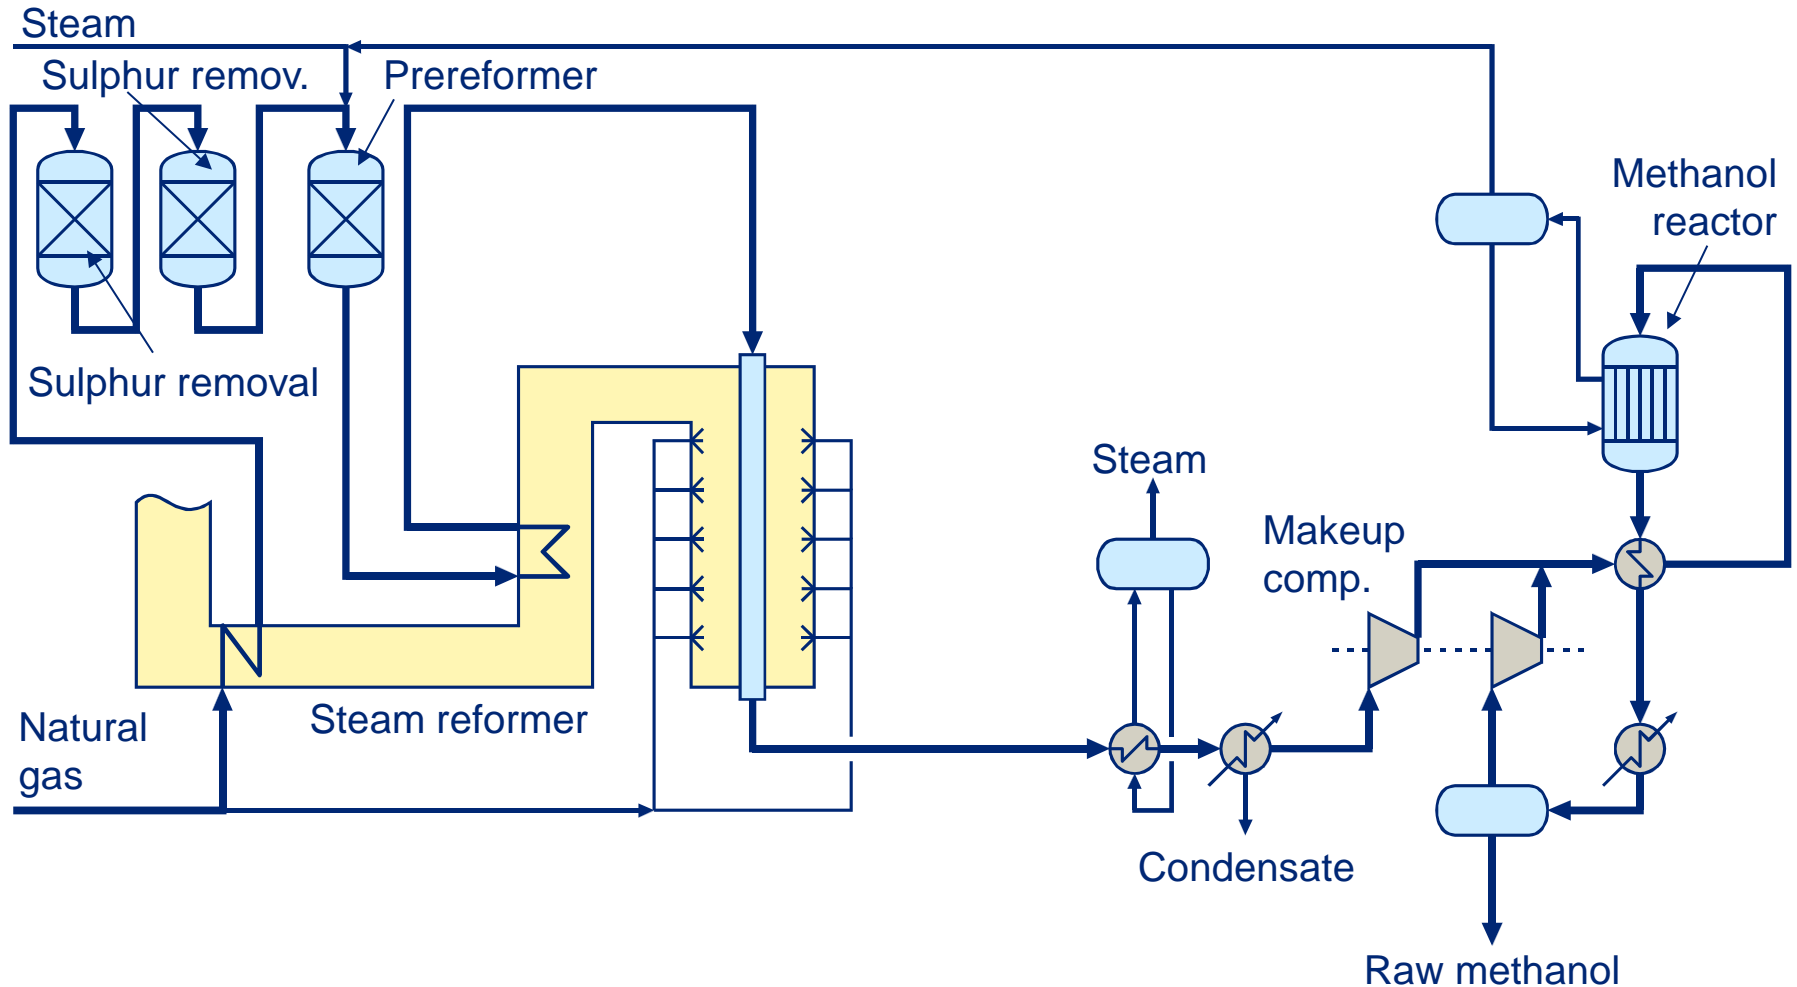 Steam
Sulphur remov.
Prereformer
Methanol
reactor
Sulphur removal
Steam
Makeup
comp.
Natural
gas
Steam reformer
Condensate
Raw methanol